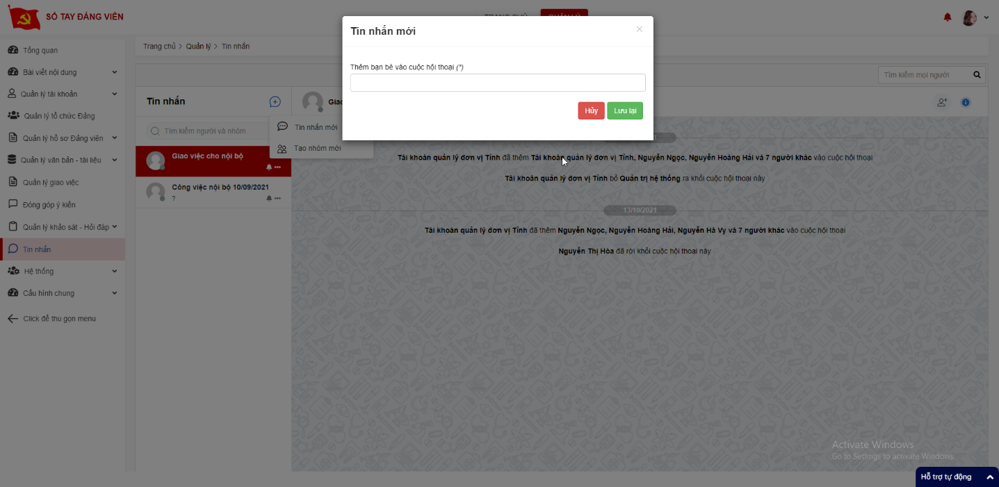 SỔ TAY ĐẢNG VIÊN
TRANG CHỦ
QUẢN LÝ
Tin nhắn mới
×
Thêm bạn bè vào cuộc hội thoại (*)
Hủy
Lưu lại
Tổng quan
Bài viết nội dung
Quản lý tài khoản
Quản lý tổ chức Đảng
Quản lý hồ sơ Đảng viên
Quản lý văn bản - tài liệu
Quản lý giao việc
Đóng góp ý kiến
Quản lý khảo sát - Hỏi đáp
Tin nhắn
Hệ thống
Cấu hình chung
Click để thu gọn menu
Trang chủ > Quản lý > Tin nhắn
Tìm kiếm mọi người
Tin nhắn
Tìm kiếm người và nhóm
Tin nhắn mới
Tạo nhóm mới
Giao việc cho nội bộ
Công việc nội bộ 10/09/2021
?
Giao
Tài khoản quản lý đơn vị Tỉnh đã thêm Tài khoản quản lý đơn vị Tỉnh, Nguyễn Ngọc, Nguyễn Hoàng Hải và 7 người khác vào cuộc hội thoại
Tài khoản quản lý đơn vị Tỉnh bỏ Quản trị hệ thống ra khỏi cuộc hội thoại này
13/10/2021
Tài khoản quản lý đơn vị Tỉnh đã thêm Nguyễn Ngọc, Nguyễn Hoàng Hải, Nguyễn Hà Vy và 7 người khác vào cuộc hội thoại
Nguyễn Thị Hòa đã rời khỏi cuộc hội thoại này
Activate Windows
Go to Settings to activate Windows.
Hỗ trợ tự động